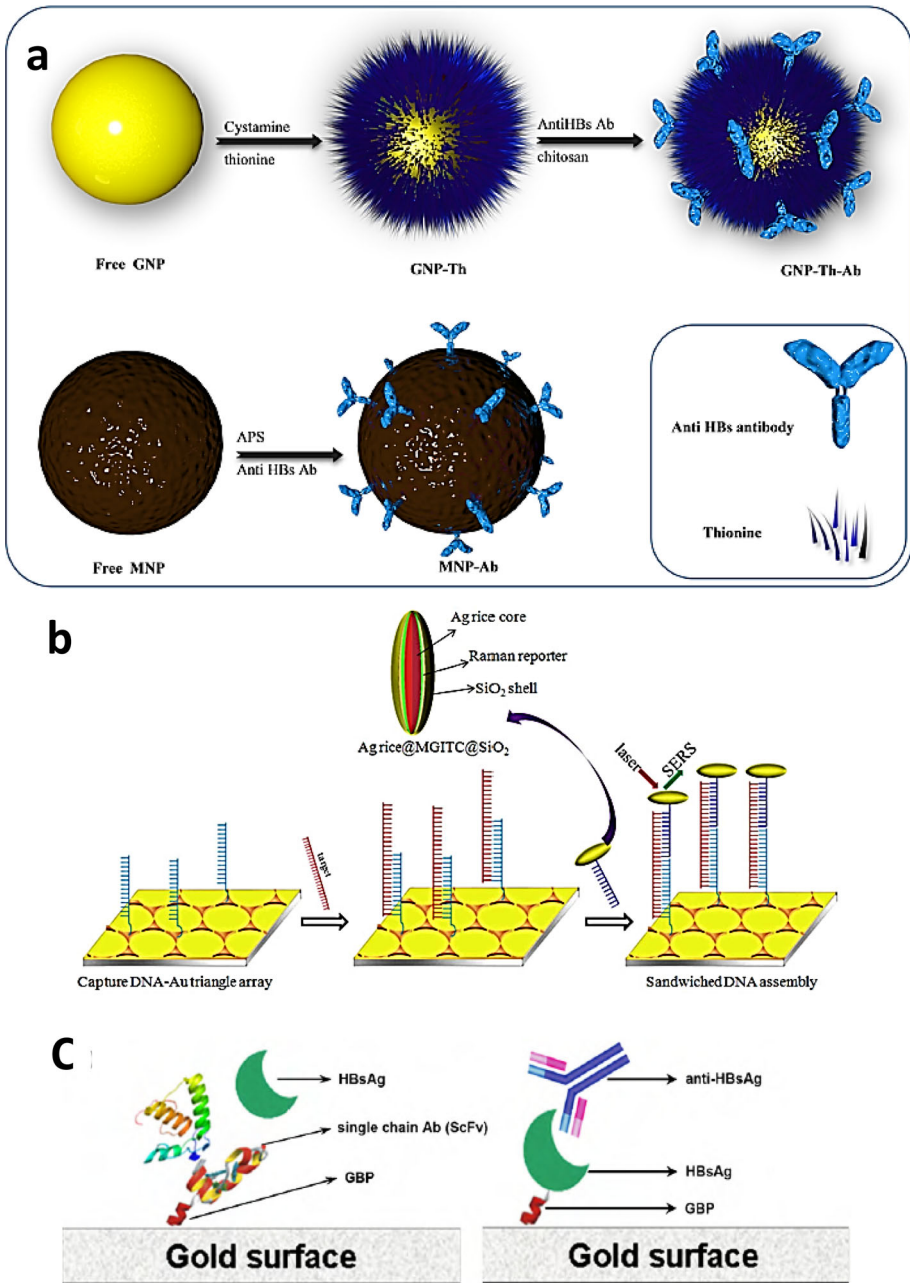 a
Cystamine
thionine
AntiHBs Ab
chitosan
Free GNP
GNP-Th
GNP-Th-Ab
APS
Anti HBs Ab
Free MNP
MNP-Ab
Anti HBs antibody
Thionine
b
Ag rice core
Raman reporter
SiO₂ shell
Ag rice@MGITC@SiO₂
target
laser
SERS
Capture DNA-Au triangle array
Sandwiched DNA assembly
C
HBsAg
single chain Ab (ScFv)
GBP
Gold surface
anti-HBsAg
HBsAg
GBP
Gold surface